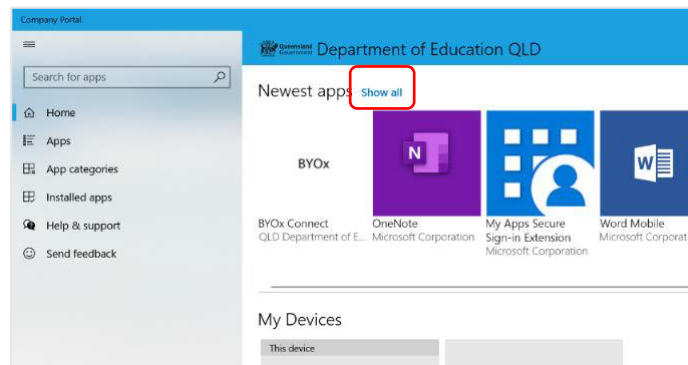 Company Portal
Queensland Government
Department of Education QLD
Search for apps
Home
Apps
App categories
Installed apps
Help & support
Send feedback
Newest apps Show all
BYOx
N
W
BYOx Connect
QLD Department of E...
OneNote
Microsoft Corporation
My Apps Secure
Sign-in Extension
Microsoft Corporation
Word Mobile
Microsoft Corporat
My Devices
This device